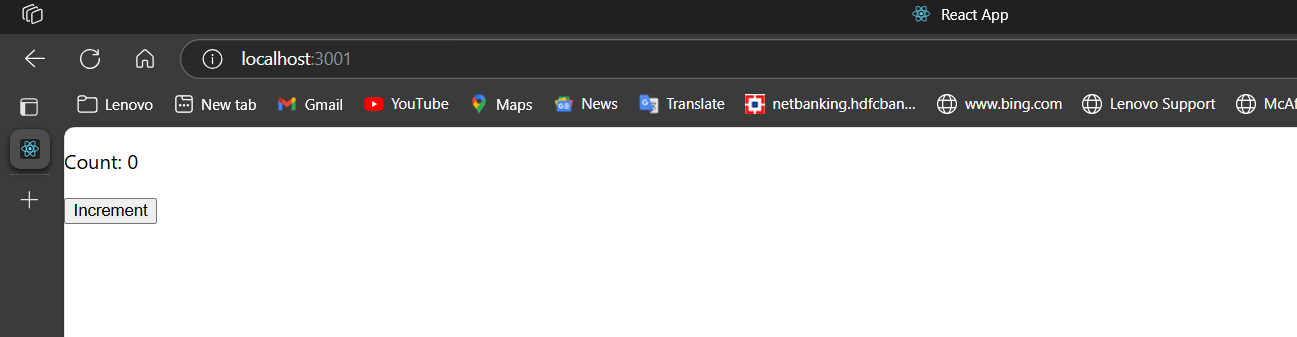 React App
localhost:3001
Lenovo New tab Gmail YouTube Maps News Translate netbanking.hdfcban... www.bing.com Lenovo Support McAf
Count: 0
Increment